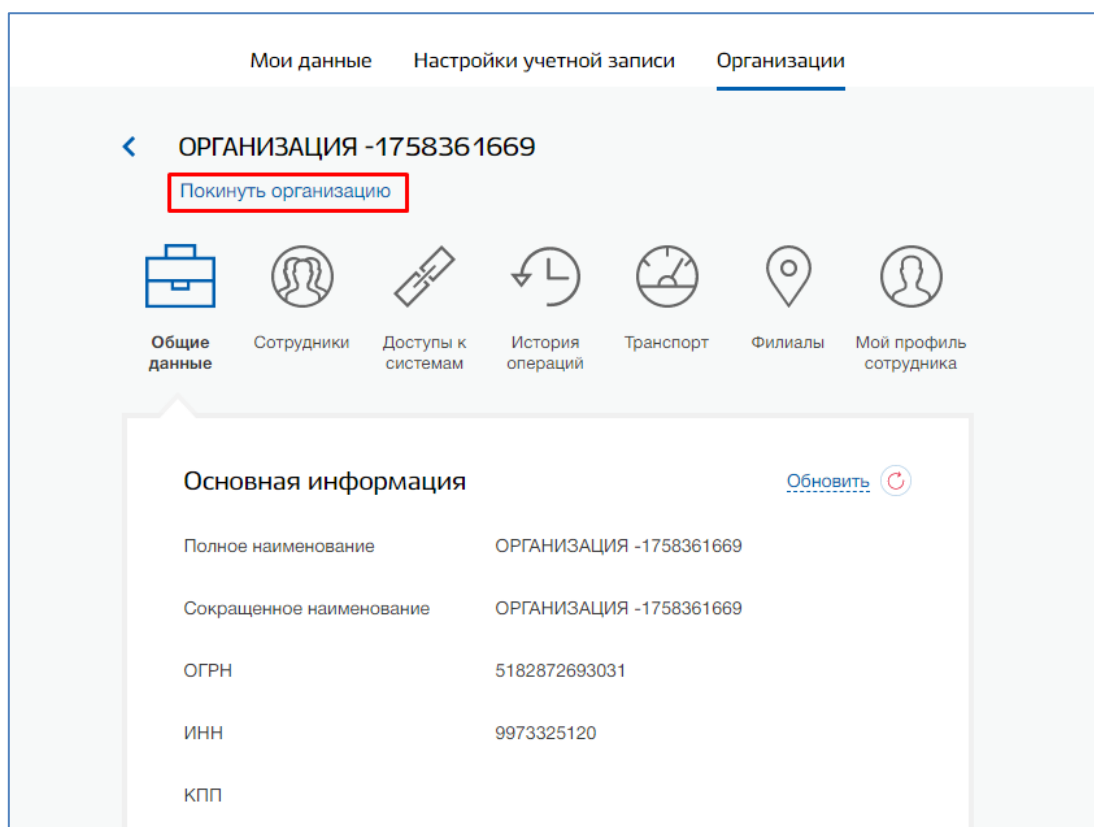 Мои данные Настройки учетной записи Организации
ОРГАНИЗАЦИЯ -1758361669
Покинуть организацию
Общие данные
Сотрудники
Доступы к системам
История операций
Транспорт
Филиалы
Мой профиль сотрудника
Основная информация Обновить
Полное наименование ОРГАНИЗАЦИЯ -1758361669
Сокращенное наименование ОРГАНИЗАЦИЯ -1758361669
ОГРН 5182872693031
ИНН 9973325120
КПП